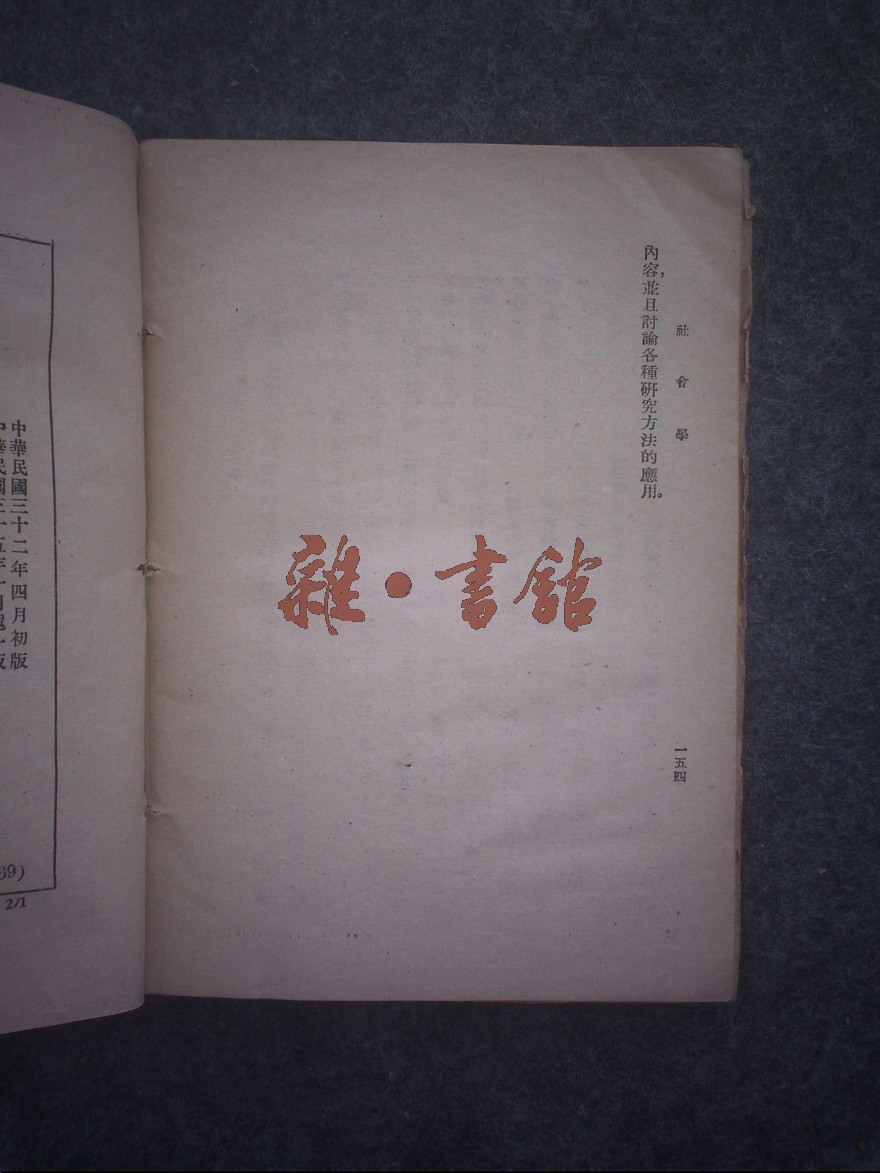 社會學
內容，並且討論各種研究方法的應用。
一五四
雜•書館
中華民國三十二年四月初版
69)
2/1